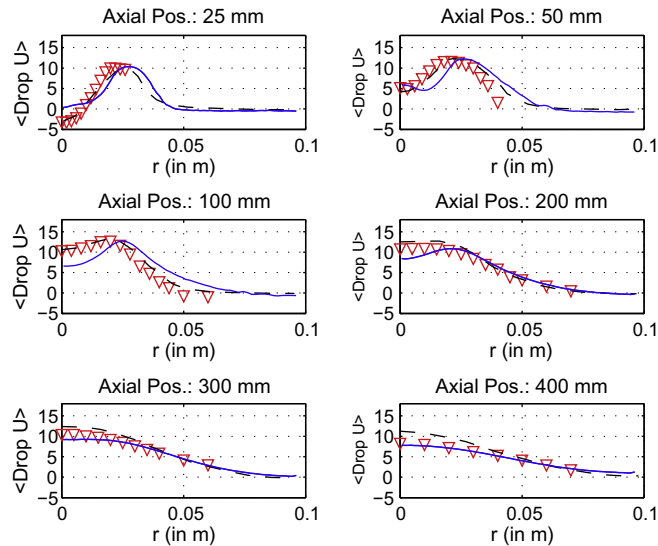 Axial Pos.: 25 mm
<Drop U>
15
10
5
0
−5
0
0.05
0.1
r (in m)
Axial Pos.: 50 mm
<Drop U>
15
10
5
0
−5
0
0.05
0.1
r (in m)
Axial Pos.: 100 mm
<Drop U>
15
10
5
0
−5
0
0.05
0.1
r (in m)
Axial Pos.: 200 mm
<Drop U>
15
10
5
0
−5
0
0.05
0.1
r (in m)
Axial Pos.: 300 mm
<Drop U>
15
10
5
0
−5
0
0.05
0.1
r (in m)
Axial Pos.: 400 mm
<Drop U>
15
10
5
0
−5
0
0.05
0.1
r (in m)